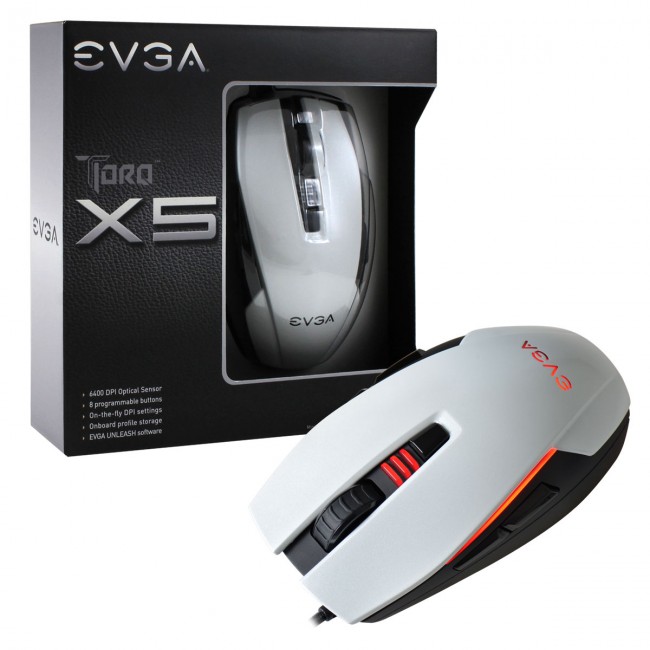 EVGA
TORQ
X5
EVGA
6400 DPI Optical Sensor
8 programmable buttons
On-the-fly DPI settings
Onboard profile storage
EVGA UNLEASH software
EVGA
EVGA